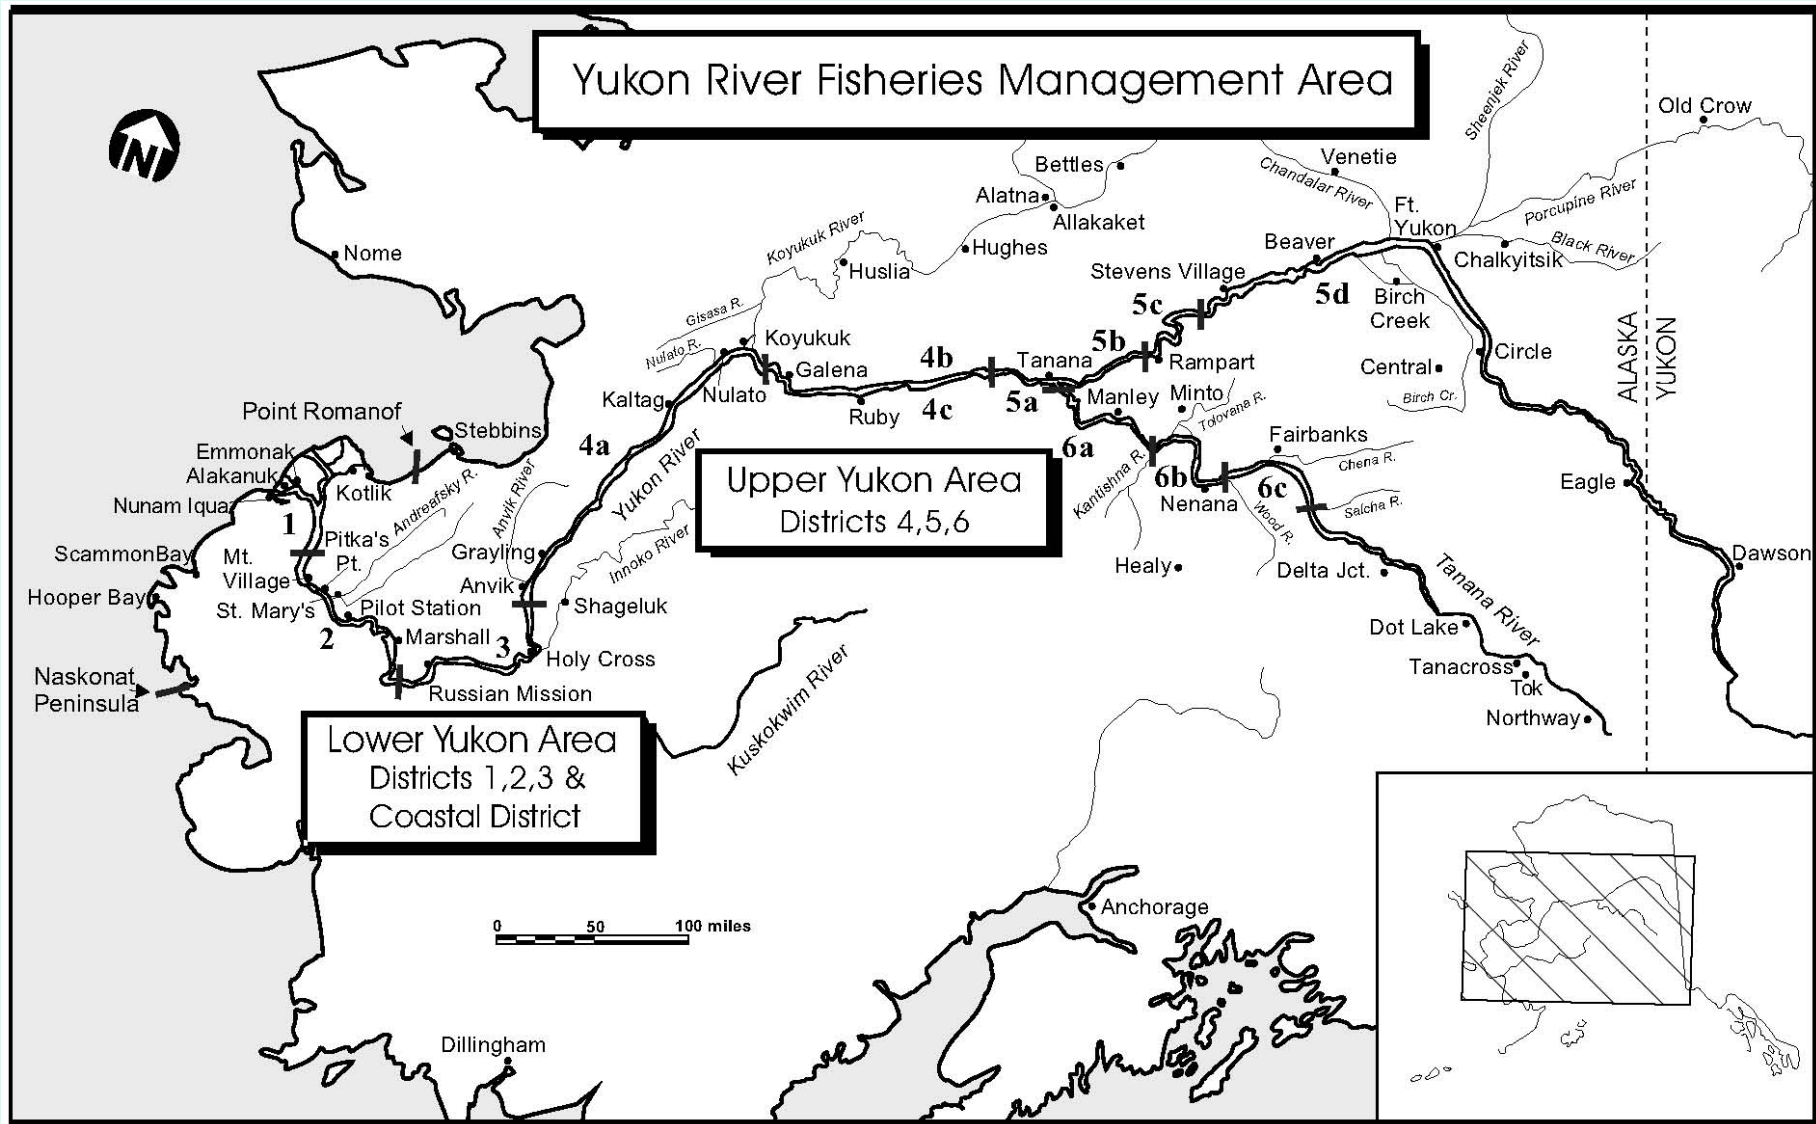 Yukon River Fisheries Management Area
N
Sheenjek River
Old Crow
Venetie
Chandalar River
Bettles
Alatna
Allakaket
Porcupine River
Ft.
Yukon
Black River
Chalkyitsik
Koyukuk River
Hughes
Huslia
Beaver
Nome
Stevens Village
5c
5d
Birch
Creek
Gisasa R.
Nulato R.
Koyukuk
Galena
4b
Tanana
5b
Rampart
Circle
Central
Birch Cr.
ALASKA
YUKON
Kaltag
Nulato
Ruby
4c
5a
Manley
Minto
Tolovana R.
Point Romanof
Stebbins
4a
Yukon River
6a
Fairbanks
Chena R.
Emmonak
Alakanuk
Nunam Iqua
Kotlik
Andreafsky R.
Anvik River
Upper Yukon Area
Districts 4,5,6
Kantishna R.
6b
Nenana
6c
Wood R.
Salcha R.
Eagle
1
Pitka's
Pt.
Scammon Bay
Mt.
Village
Grayling
Innoko River
Anvik
Healy
Delta Jct.
Tanana River
Dawson
Hooper Bay
St. Mary's
Pilot Station
Shageluk
2
Marshall
3
Holy Cross
Dot Lake
Tanacross
Tok
Naskonat
Peninsula
Russian Mission
Kuskokwim River
Northway
Lower Yukon Area
Districts 1,2,3 &
Coastal District
0 50 100 miles
Anchorage
Dillingham